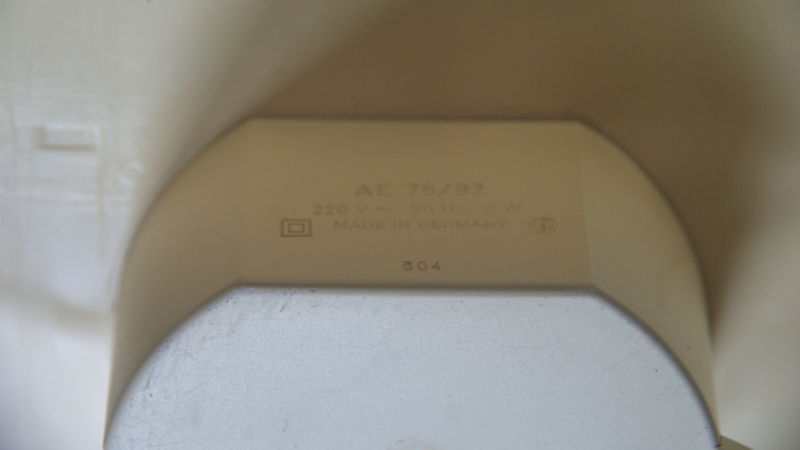 AE 76/92
220 V ~ 50 Hz 2 W
MADE IN GERMANY
604